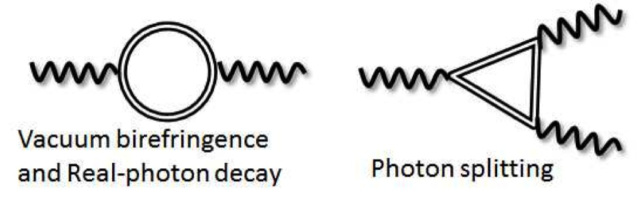 Vacuum birefringence
and Real-photon decay
Photon splitting